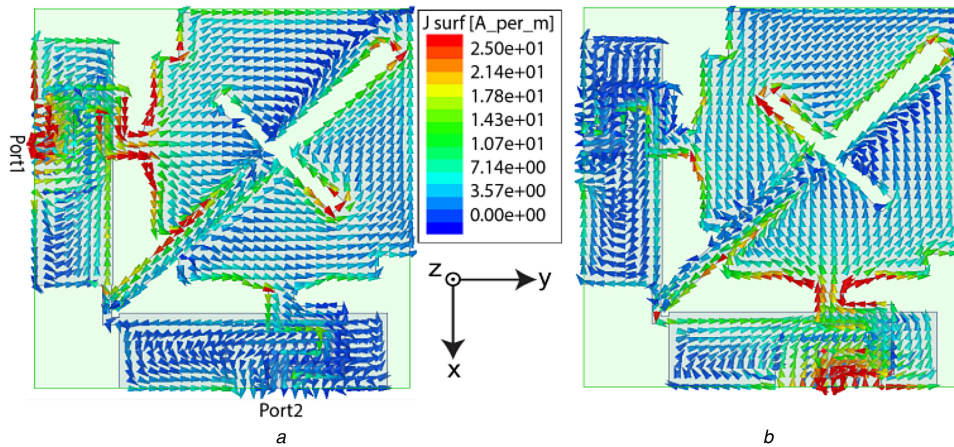 J surf [A_per_m]
2.50e+01
2.14e+01
1.78e+01
1.43e+01
1.07e+01
7.14e+00
3.57e+00
0.00e+00
Port1
z
y
x
Port2
a
b